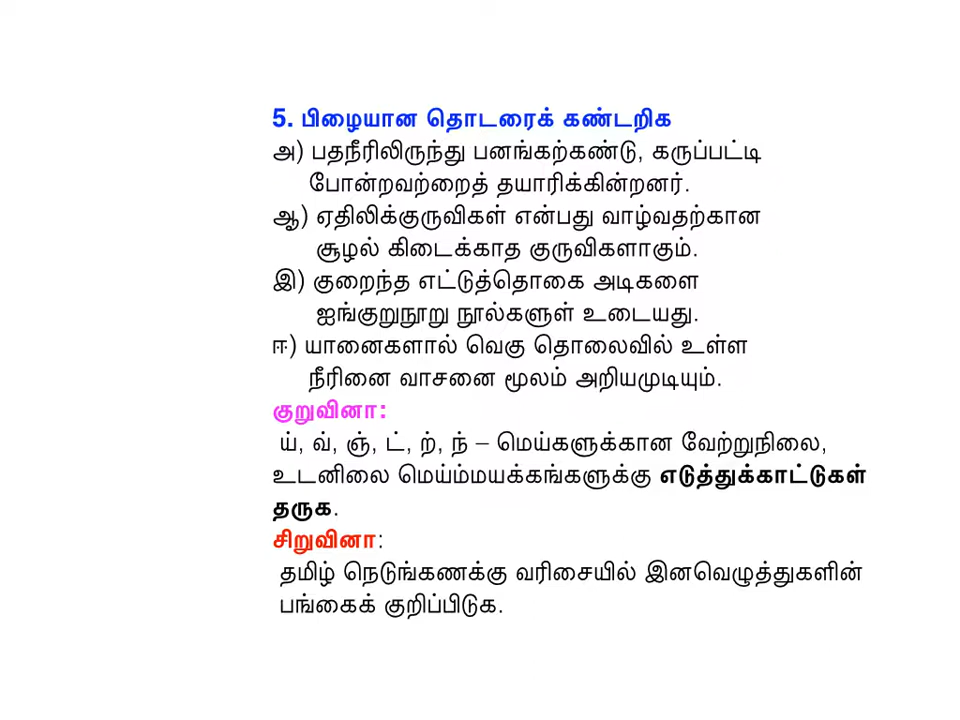 5. பிழையான தொடரைக் கண்டறிக
அ) பதநீரிலிருந்து பனங்கற்கண்டு, கருப்பட்டி
போன்றவற்றைத் தயாரிக்கின்றனர்.
ஆ) ஏதிலிக்குருவிகள் என்பது வாழ்வதற்கான
சூழல் கிடைக்காத குருவிகளாகும்.
இ) குறைந்த எட்டுத்தொகை அடிகளை
ஐங்குறுநூறு நூல்களுள் உடையது.
ஈ) யானைகளால் வெகு தொலைவில் உள்ள
நீரினை வாசனை மூலம் அறியமுடியும்.
குறுவினா:
ய், வ், ஞ், ட், ற், ந் – மெய்களுக்கான வேற்றுநிலை,
உடனிலை மெய்ம்மயக்கங்களுக்கு எடுத்துக்காட்டுகள்
தருக.
சிறுவினா:
தமிழ் நெடுங்கணக்கு வரிசையில் இனவெழுத்துகளின்
பங்கைக் குறிப்பிடுக.